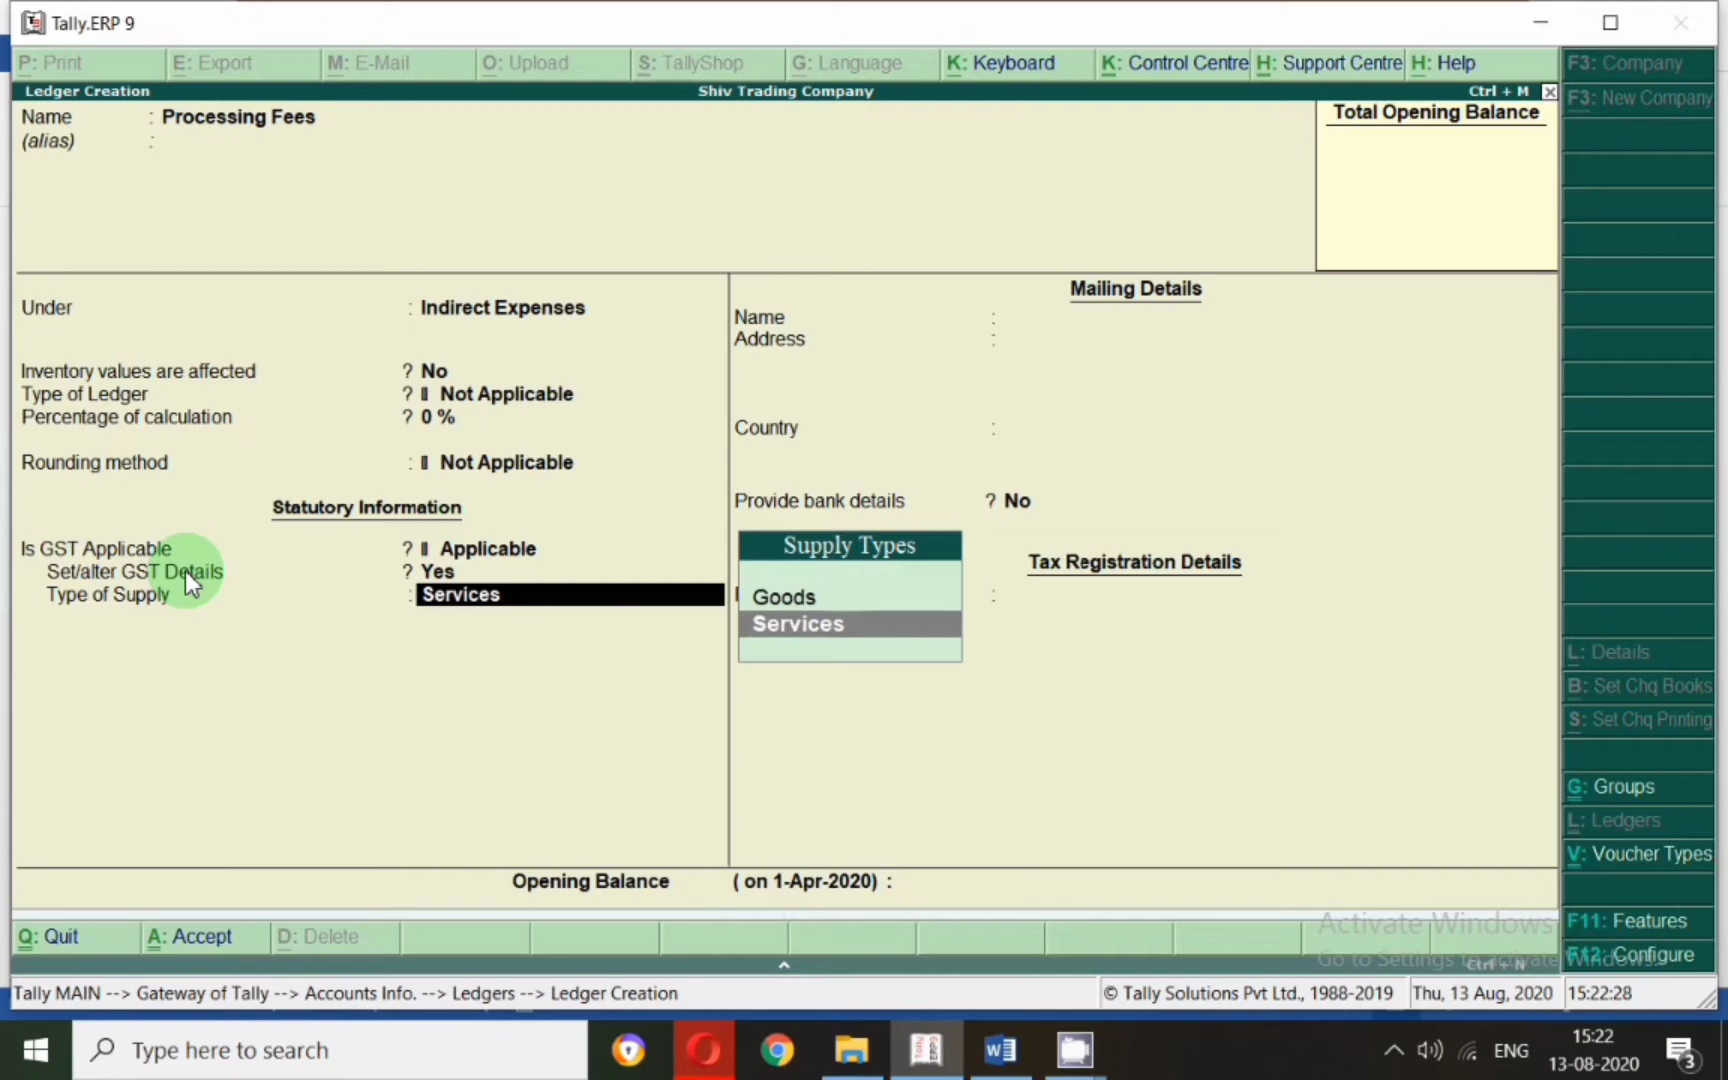 Tally.ERP 9
P: Print E: Export M: E-Mail O: Upload S: TallyShop G: Language K: Keyboard K: Control Centre H: Support Centre H: Help
F3: Company
Ledger Creation Shiv Trading Company Ctrl + M
F3: New Company
Name : Processing Fees
(alias) :
Total Opening Balance
Under : Indirect Expenses
Inventory values are affected ? No
Type of Ledger ? Not Applicable
Percentage of calculation ? 0 %
Rounding method : Not Applicable
Statutory Information
Is GST Applicable ? Applicable
Set/alter GST Details ? Yes
Type of Supply : Services
Mailing Details
Name :
Address :
Country :
Provide bank details ? No
Tax Registration Details
:
Supply Types
Goods
Services
L: Details
B: Set Chq Books
S: Set Chq Printing
G: Groups
L: Ledgers
V: Voucher Types
F11: Features
F12: Configure
Opening Balance ( on 1-Apr-2020) :
Activate Windows
Go to Settings to activate Windows.
Q: Quit A: Accept D: Delete
Ctrl + N
Tally MAIN --> Gateway of Tally --> Accounts Info. --> Ledgers --> Ledger Creation
© Tally Solutions Pvt Ltd., 1988-2019 Thu, 13 Aug, 2020 15:22:28
Type here to search
Tally ERP9
ENG
15:22
13-08-2020
3